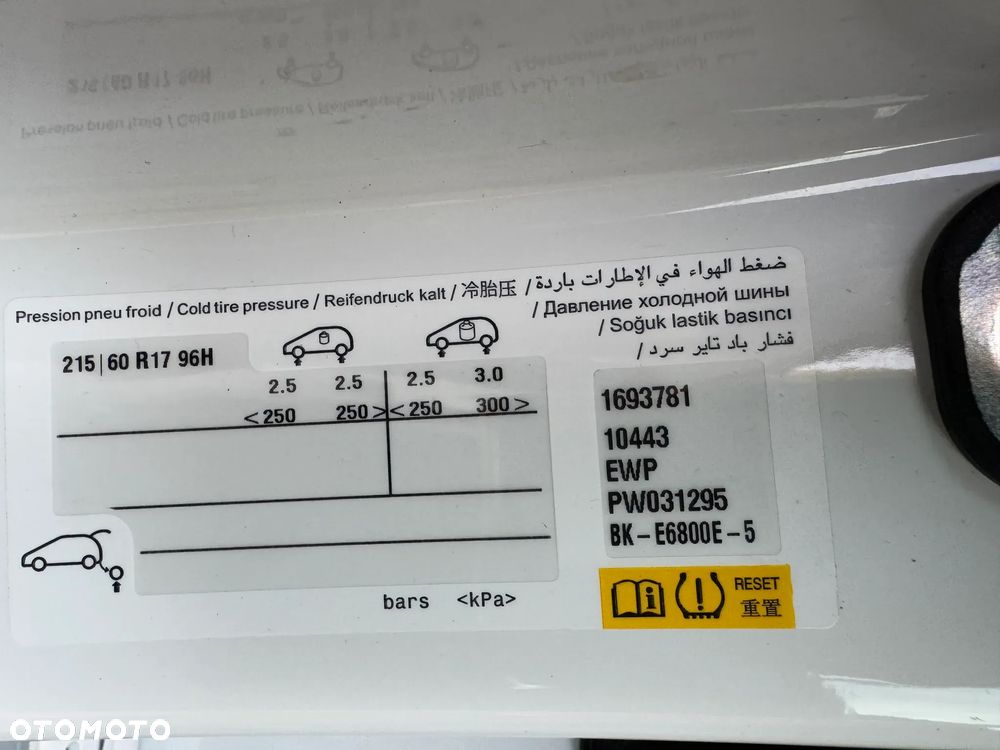 Pression pneu froid / Cold tire pressure / Reifendruck kalt / 冷胎压 / ضغط الهواء في الإطارات باردة
/ Давление холодной шины
/ Soğuk lastik basıncı
/ فشار باد تایر سرد
215|60 R17 96H
2.5 2.5 2.5 3.0
<250 250> <250 300>
bars <kPa>
1693781
10443
EWP
PW031295
BK-E6800E-5
RESET
重置
OTOMOTO